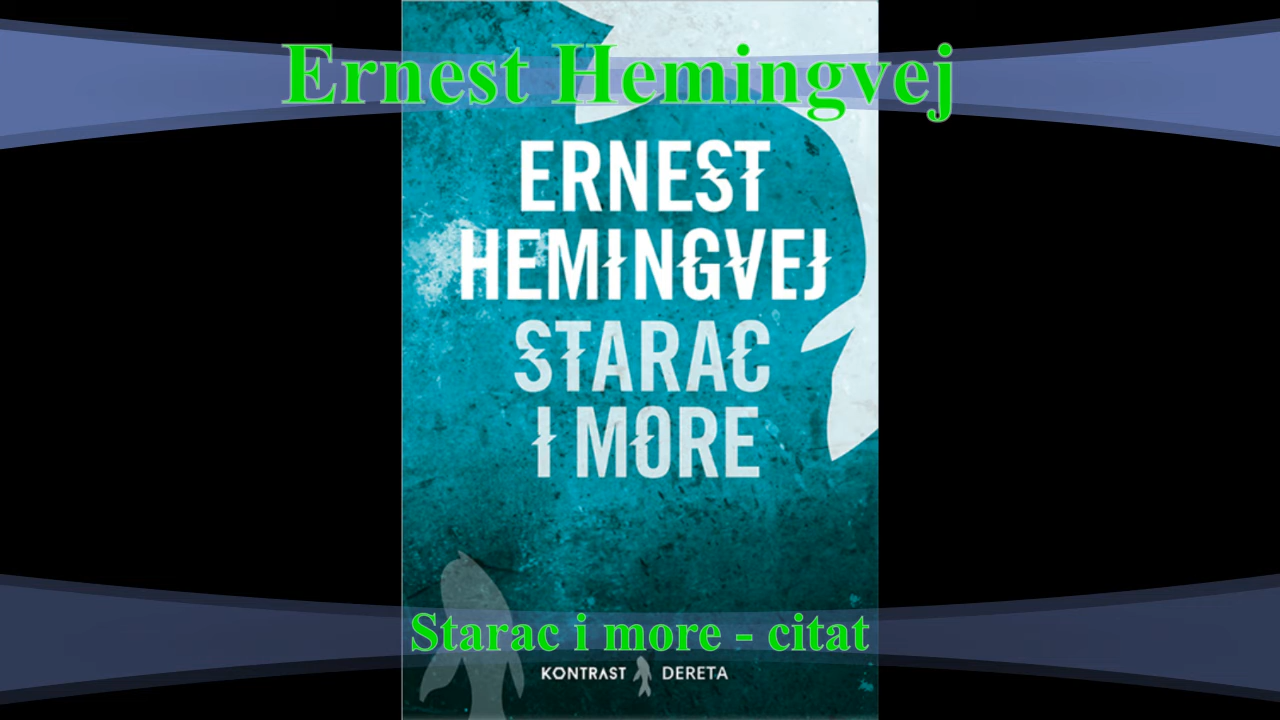 Ernest Hemingvej
ERNEST
HEMINGVEJ
STARAC
I MORE
Starac i more - citat
KONTRAST DERETA